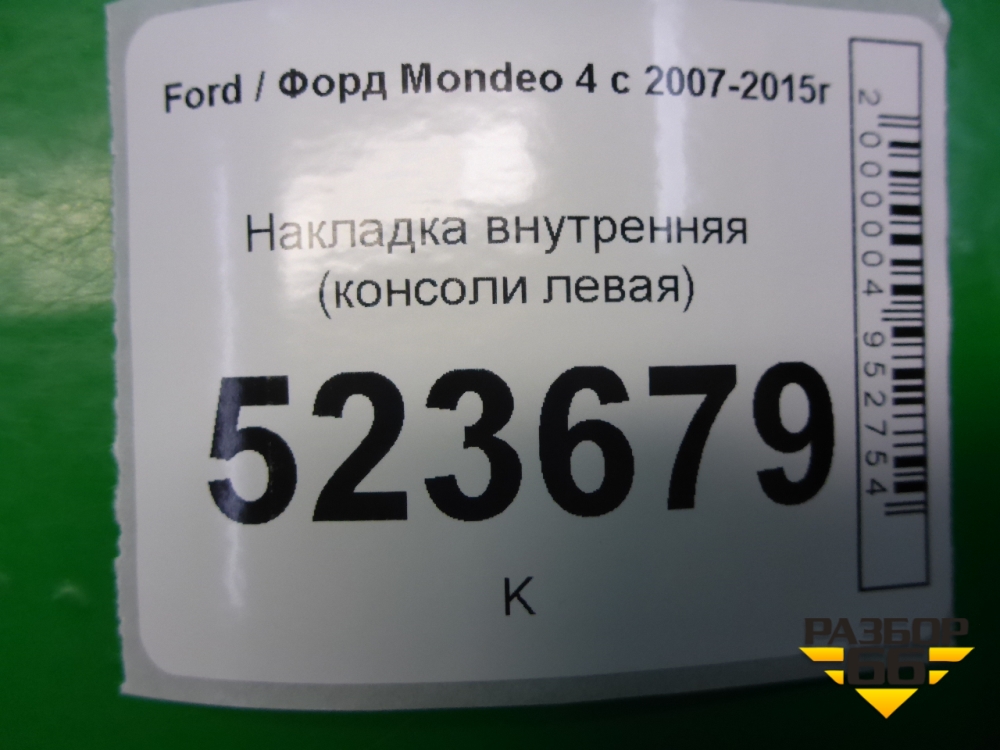 Ford / Форд Mondeo 4 с 2007-2015г
Накладка внутренняя
(консоли левая)
523679
К
2000004952754
РАЗБОР
66